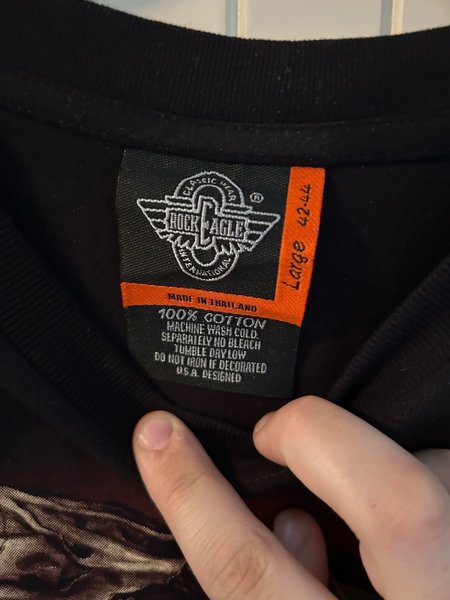 CLASSIC WEAR
®
ROCK EAGLE
INTERNATIONAL
Large 42-44
MADE IN THAILAND
100% COTTON
MACHINE WASH COLD.
SEPARATELY NO BLEACH
TUMBLE DRY LOW
DO NOT IRON IF DECORATED
U.S.A. DESIGNED